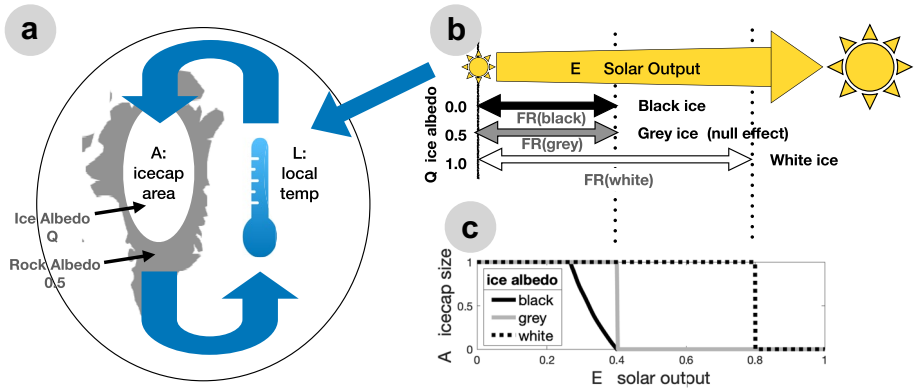 a
A:
icecap
area
L:
local
temp
Ice Albedo
Q
Rock Albedo
0.5
b
E Solar Output
Q ice albedo
0.0
Black ice
FR(black)
0.5
Grey ice (null effect)
FR(grey)
1.0
White ice
FR(white)
c
A icecap size
1
0.5
0
ice albedo
black
grey
white
0 0.2 0.4 0.6 0.8 1
E solar output